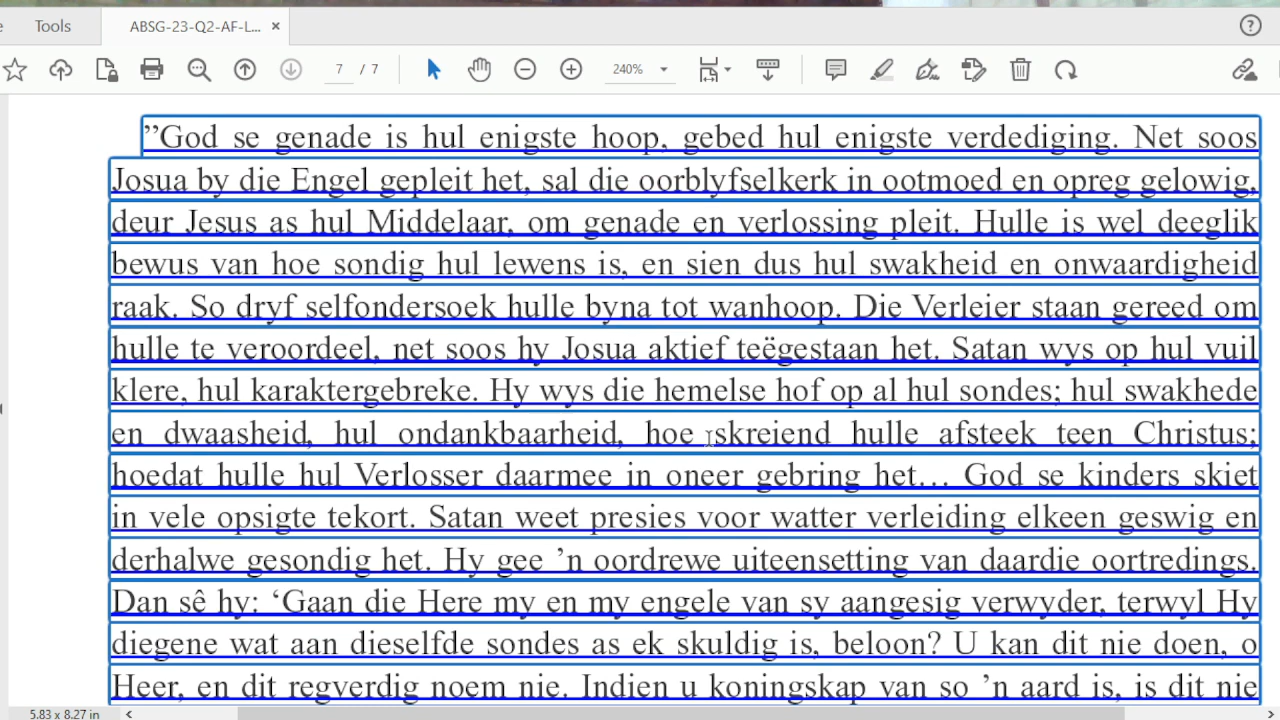 Tools
ABSG-23-Q2-AF-L... ×
7 / 7
240%
”God se genade is hul enigste hoop, gebed hul enigste verdediging. Net soos
Josua by die Engel gepleit het, sal die oorblyfselkerk in ootmoed en opreg gelowig,
deur Jesus as hul Middelaar, om genade en verlossing pleit. Hulle is wel deeglik
bewus van hoe sondig hul lewens is, en sien dus hul swakheid en onwaardigheid
raak. So dryf selfondersoek hulle byna tot wanhoop. Die Verleier staan gereed om
hulle te veroordeel, net soos hy Josua aktief teëgestaan het. Satan wys op hul vuil
klere, hul karaktergebreke. Hy wys die hemelse hof op al hul sondes; hul swakhede
en dwaasheid, hul ondankbaarheid, hoe skreiend hulle afsteek teen Christus;
hoedat hulle hul Verlosser daarmee in oneer gebring het… God se kinders skiet
in vele opsigte tekort. Satan weet presies voor watter verleiding elkeen geswig en
derhalwe gesondig het. Hy gee ’n oordrewe uiteensetting van daardie oortredings.
Dan sê hy: ‘Gaan die Here my en my engele van sy aangesig verwyder, terwyl Hy
diegene wat aan dieselfde sondes as ek skuldig is, beloon? U kan dit nie doen, o
Heer, en dit regverdig noem nie. Indien u koningskap van so ’n aard is, is dit nie
5.83 x 8.27 in